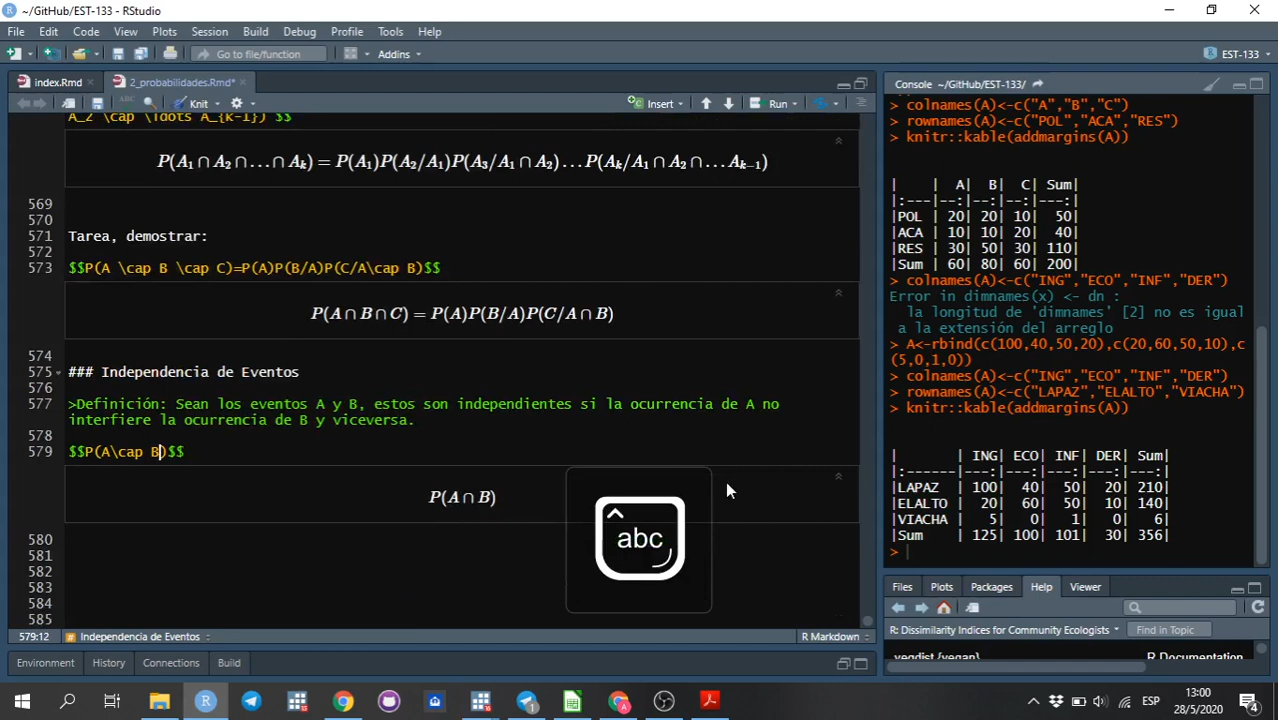 ~/GitHub/EST-133 - RStudio
File Edit Code View Plots Session Build Debug Profile Tools Help
Go to file/function Addins EST-133
index.Rmd 2_probabilidades.Rmd*
Knit Insert Run
A_2 \cap \ldots A_{k-1}) $$
P(A₁ ∩ A₂ ∩ … ∩ Aₖ) = P(A₁)P(A₂/A₁)P(A₃/A₁ ∩ A₂) … P(Aₖ/A₁ ∩ A₂ ∩ … Aₖ₋₁)
569
570
571 Tarea, demostrar:
572
573 $$P(A \cap B \cap C)=P(A)P(B/A)P(C/A\cap B)$$
P(A ∩ B ∩ C) = P(A)P(B/A)P(C/A ∩ B)
574
575 ### Independencia de Eventos
576
577 >Definición: Sean los eventos A y B, estos son independientes si la ocurrencia de A no
interfiere la ocurrencia de B y viceversa.
578
579 $$P(A\cap B)$$
P(A ∩ B)
abc
580
581
582
583
584
585
579:12 Independencia de Eventos R Markdown
Environment History Connections Build
Console ~/GitHub/EST-133/
> colnames(A)<-c("A","B","C")
> rownames(A)<-c("POL","ACA","RES")
> knitr::kable(addmargins(A))
|    |  A|  B|  C| Sum|
|:---|--:|--:|--:|---:|
|POL | 20| 20| 10|  50|
|ACA | 10| 10| 20|  40|
|RES | 30| 50| 30| 110|
|Sum | 60| 80| 60| 200|
> colnames(A)<-c("ING","ECO","INF","DER")
Error in dimnames(x) <- dn :
la longitud de 'dimnames' [2] no es igual
a la extensión del arreglo
> A<-rbind(c(100,40,50,20),c(20,60,50,10),c
(5,0,1,0))
> colnames(A)<-c("ING","ECO","INF","DER")
> rownames(A)<-c("LAPAZ","ELALTO","VIACHA")
> knitr::kable(addmargins(A))
|       | ING| ECO| INF| DER| Sum|
|:------|---:|---:|---:|---:|---:|
|LAPAZ  | 100|  40|  50|  20| 210|
|ELALTO |  20|  60|  50|  10| 140|
|VIACHA |   5|   0|   1|   0|   6|
|Sum    | 125| 100| 101|  30| 356|
>
Files Plots Packages Help Viewer
R: Dissimilarity Indices for Community Ecologists Find in Topic
vegdist {vegan} R Documentation
ESP 13:00
28/5/2020 4